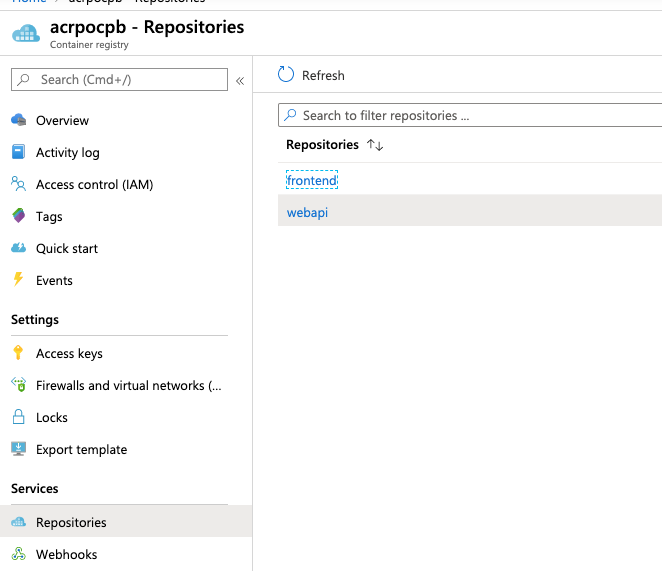 Home > acrpocpb - Repositories
acrpocpb - Repositories
Container registry
Search (Cmd+/)
«
Overview
Activity log
Access control (IAM)
Tags
Quick start
Events
Settings
Access keys
Firewalls and virtual networks (...
Locks
Export template
Services
Repositories
Webhooks
Refresh
Search to filter repositories ...
Repositories ↑↓
frontend
webapi